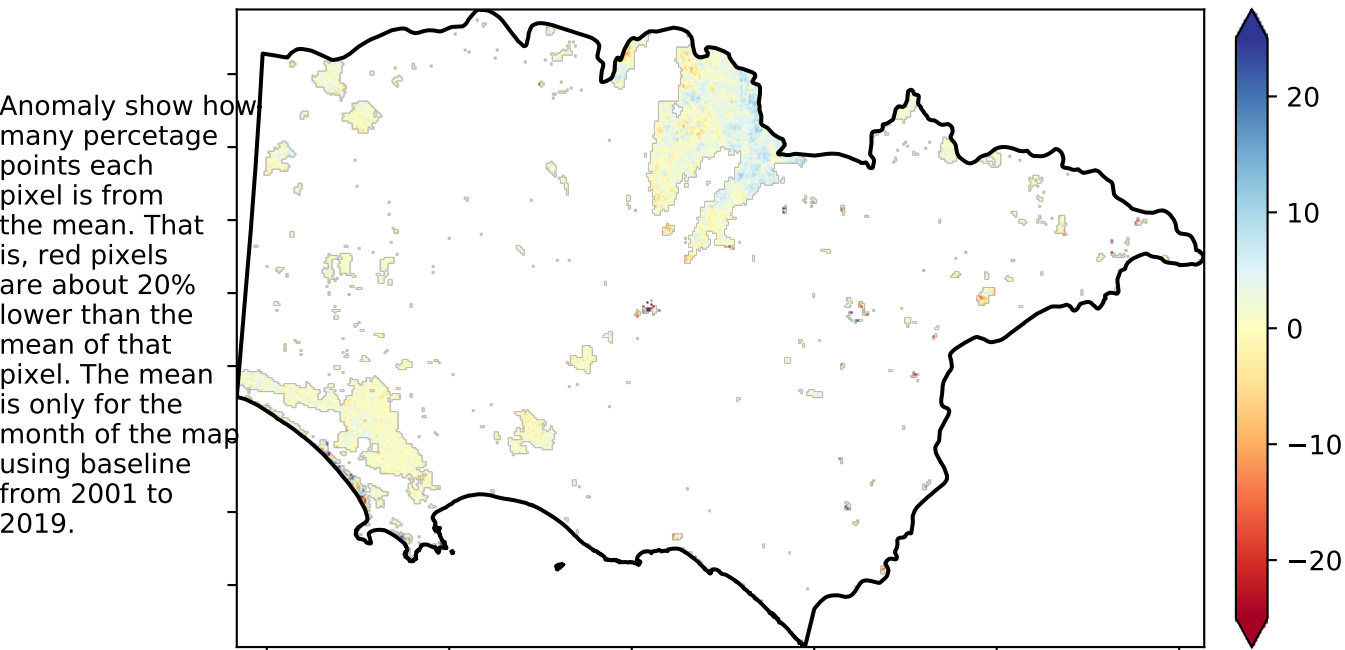 Anomaly show how
many percetage
points each
pixel is from
the mean. That
is, red pixels
are about 20%
lower than the
mean of that
pixel. The mean
is only for the
month of the map
using baseline
from 2001 to
2019.
20
10
0
−10
−20